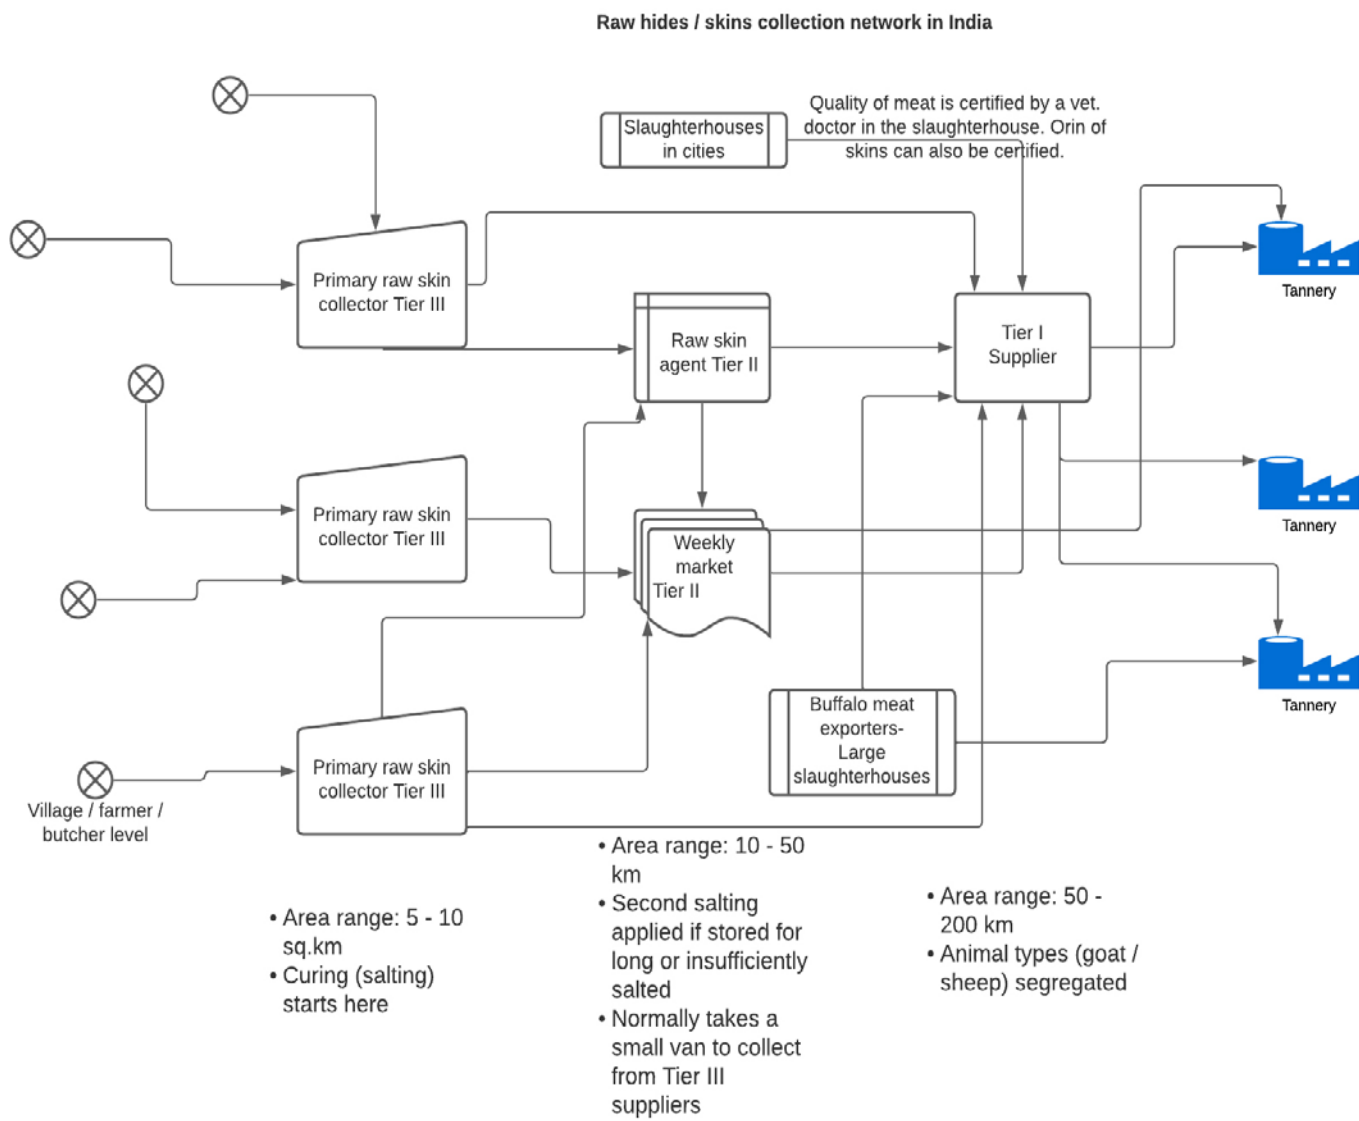 Raw hides / skins collection network in India
Quality of meat is certified by a vet.
doctor in the slaughterhouse. Orin of
skins can also be certified.
Slaughterhouses
in cities
Primary raw skin
collector Tier III
Raw skin
agent Tier II
Tier I
Supplier
Tannery
Primary raw skin
collector Tier III
Weekly
market
Tier II
Tannery
Primary raw skin
collector Tier III
Buffalo meat
exporters-
Large
slaughterhouses
Tannery
Village / farmer /
butcher level
• Area range: 5 - 10
sq.km
• Curing (salting)
starts here
• Area range: 10 - 50
km
• Second salting
applied if stored for
long or insufficiently
salted
• Normally takes a
small van to collect
from Tier III
suppliers
• Area range: 50 -
200 km
• Animal types (goat /
sheep) segregated